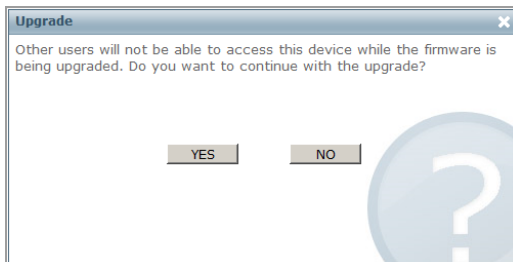 Upgrade
Other users will not be able to access this device while the firmware is
being upgraded. Do you want to continue with the upgrade?
YES NO